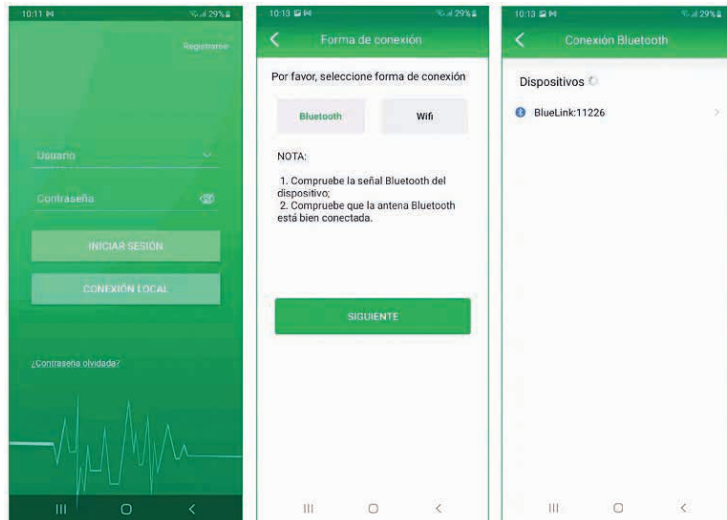 10:11
29%
Registrarse
Usuario
Contraseña
INICIAR SESIÓN
CONEXIÓN LOCAL
¿Contraseña olvidada?
10:13
29%
Forma de conexión
Por favor, seleccione forma de conexión
Bluetooth
Wifi
NOTA:
1. Compruebe la señal Bluetooth del
dispositivo;
2. Compruebe que la antena Bluetooth
está bien conectada.
SIGUIENTE
10:13
29%
Conexión Bluetooth
Dispositivos
BlueLink:11226